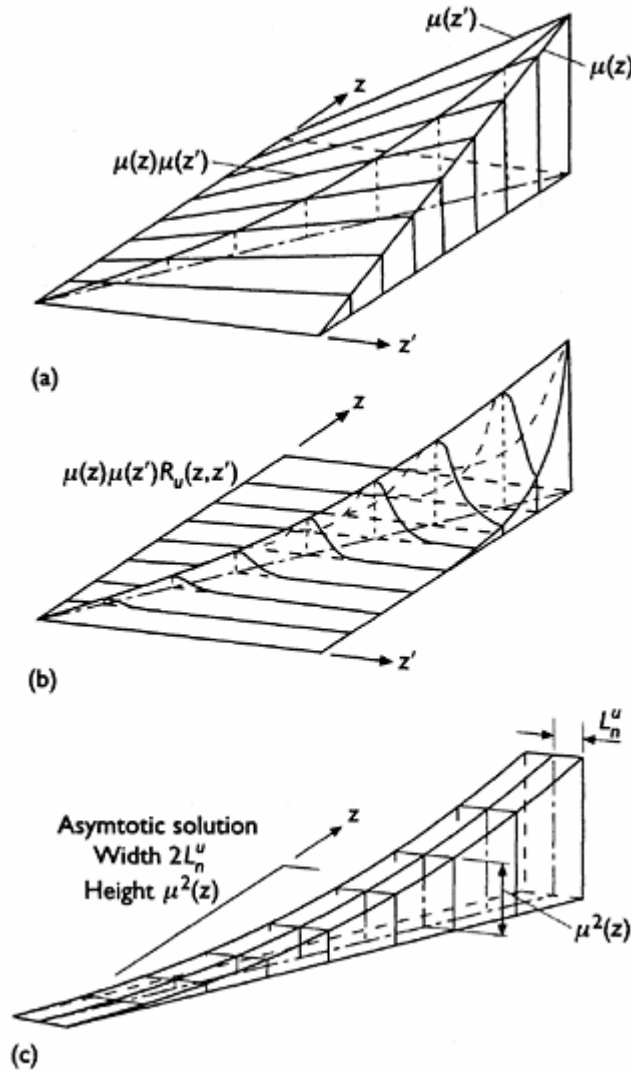 μ(z')
μ(z)
z
μ(z)μ(z')
z'
(a)
z
μ(z)μ(z')R_u(z,z')
z'
(b)
L_n^u
z
Asymtotic solution
Width 2L_n^u
Height μ²(z)
μ²(z)
(c)